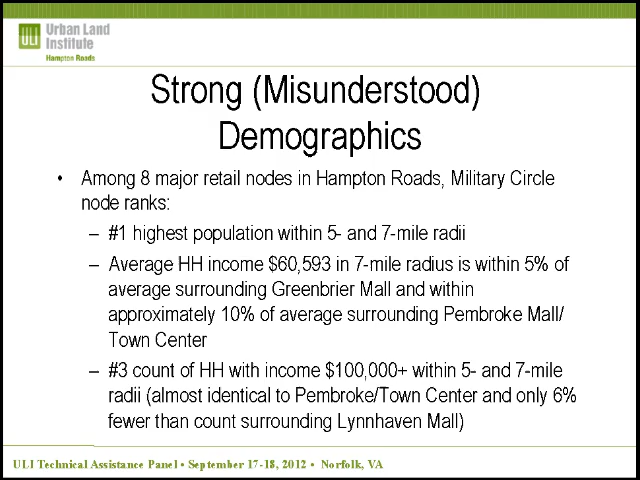 ULI Urban Land
Institute
Hampton Roads
Strong (Misunderstood)
Demographics
• Among 8 major retail nodes in Hampton Roads, Military Circle
node ranks:
– #1 highest population within 5- and 7-mile radii
– Average HH income $60,593 in 7-mile radius is within 5% of
average surrounding Greenbrier Mall and within
approximately 10% of average surrounding Pembroke Mall/
Town Center
– #3 count of HH with income $100,000+ within 5- and 7-mile
radii (almost identical to Pembroke/Town Center and only 6%
fewer than count surrounding Lynnhaven Mall)
ULI Technical Assistance Panel • September 17-18, 2012 • Norfolk, VA